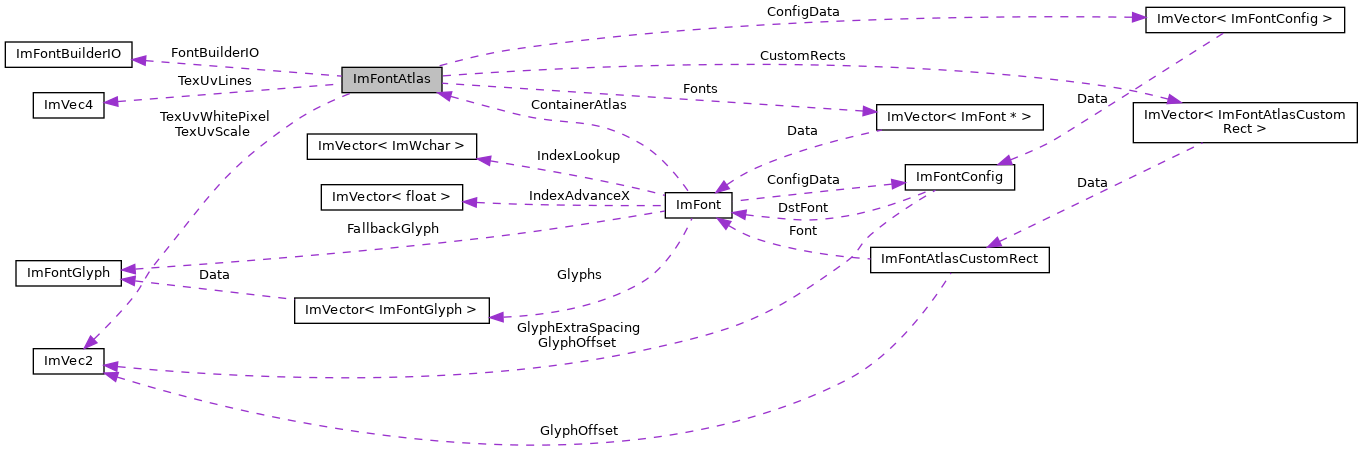 ConfigData
ImVector< ImFontConfig >
ImFontBuilderIO
FontBuilderIO
CustomRects
ImFontAtlas
TexUvLines
Fonts
ImVec4
ContainerAtlas
Data
ImVector< ImFont * >
ImVector< ImFontAtlasCustom
Rect >
TexUvWhitePixel
TexUvScale
Data
ImVector< ImWchar >
IndexLookup
ConfigData
ImFontConfig
Data
ImVector< float >
IndexAdvanceX
ImFont
DstFont
FallbackGlyph
Font
ImFontAtlasCustomRect
ImFontGlyph
Data
Glyphs
ImVector< ImFontGlyph >
GlyphExtraSpacing
GlyphOffset
ImVec2
GlyphOffset